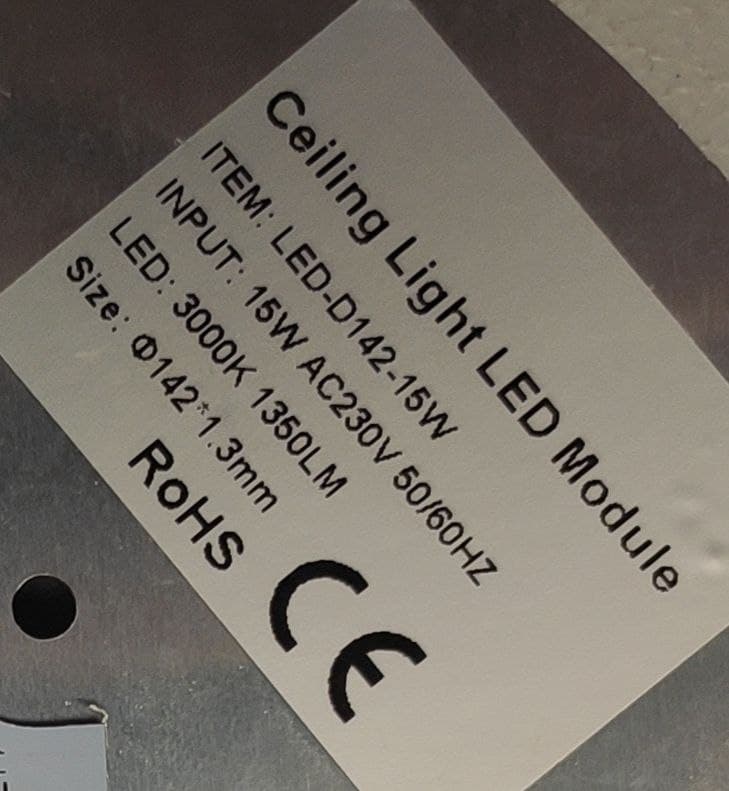 Ceiling Light LED Module
ITEM: LED-D142-15W
INPUT: 15W AC230V 50/60HZ
LED: 3000K 1350LM
Size: Φ142*1.3mm
RoHS CE